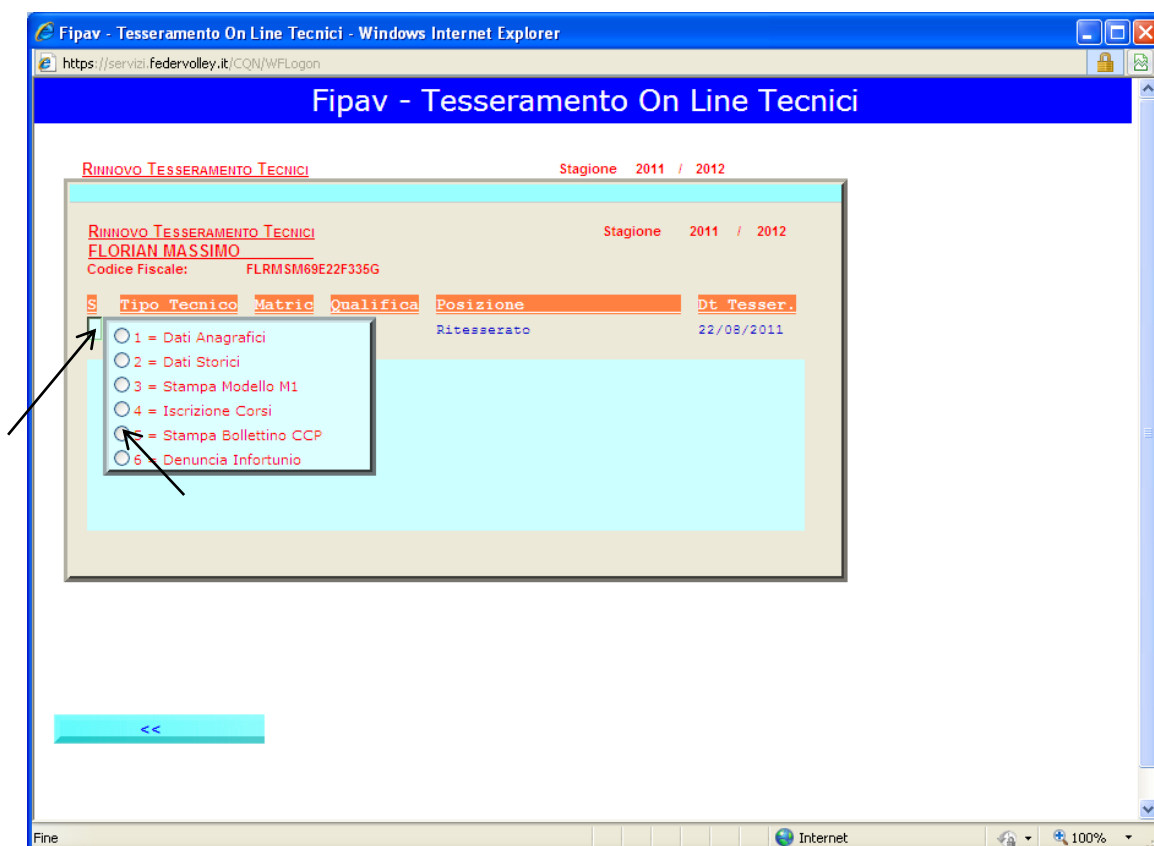 Fipav - Tesseramento On Line Tecnici - Windows Internet Explorer
https://servizi.federvolley.it/CQN/WFLogon
Fipav - Tesseramento On Line Tecnici
RINNOVO TESSERAMENTO TECNICI Stagione 2011 / 2012
RINNOVO TESSERAMENTO TECNICI Stagione 2011 / 2012
FLORIAN MASSIMO
Codice Fiscale: FLRMSM69E22F335G
S Tipo Tecnico Matric Qualifica Posizione Dt Tesser.
Ritesserato 22/08/2011
1 = Dati Anagrafici
2 = Dati Storici
3 = Stampa Modello M1
4 = Iscrizione Corsi
5 = Stampa Bollettino CCP
6 = Denuncia Infortunio
<<
Fine Internet 100%